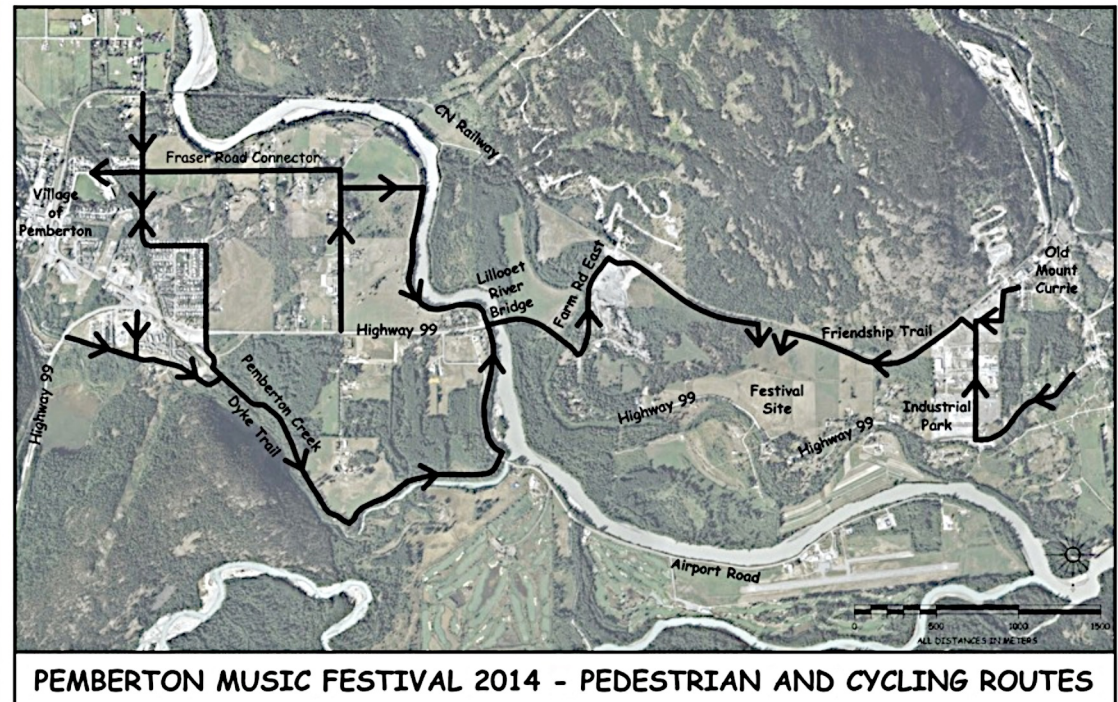 CN Railway
Fraser Road Connector
Village
of
Pemberton
Old
Mount
Currie
Lillooet
River
Bridge
Farm Rd East
Highway 99
Friendship Trail
Highway 99
Pemberton Creek
Dyke Trail
Highway 99
Festival
Site
Industrial
Park
Highway 99
Airport Road
0 500 1000 1500
ALL DISTANCES IN METERS
PEMBERTON MUSIC FESTIVAL 2014 - PEDESTRIAN AND CYCLING ROUTES